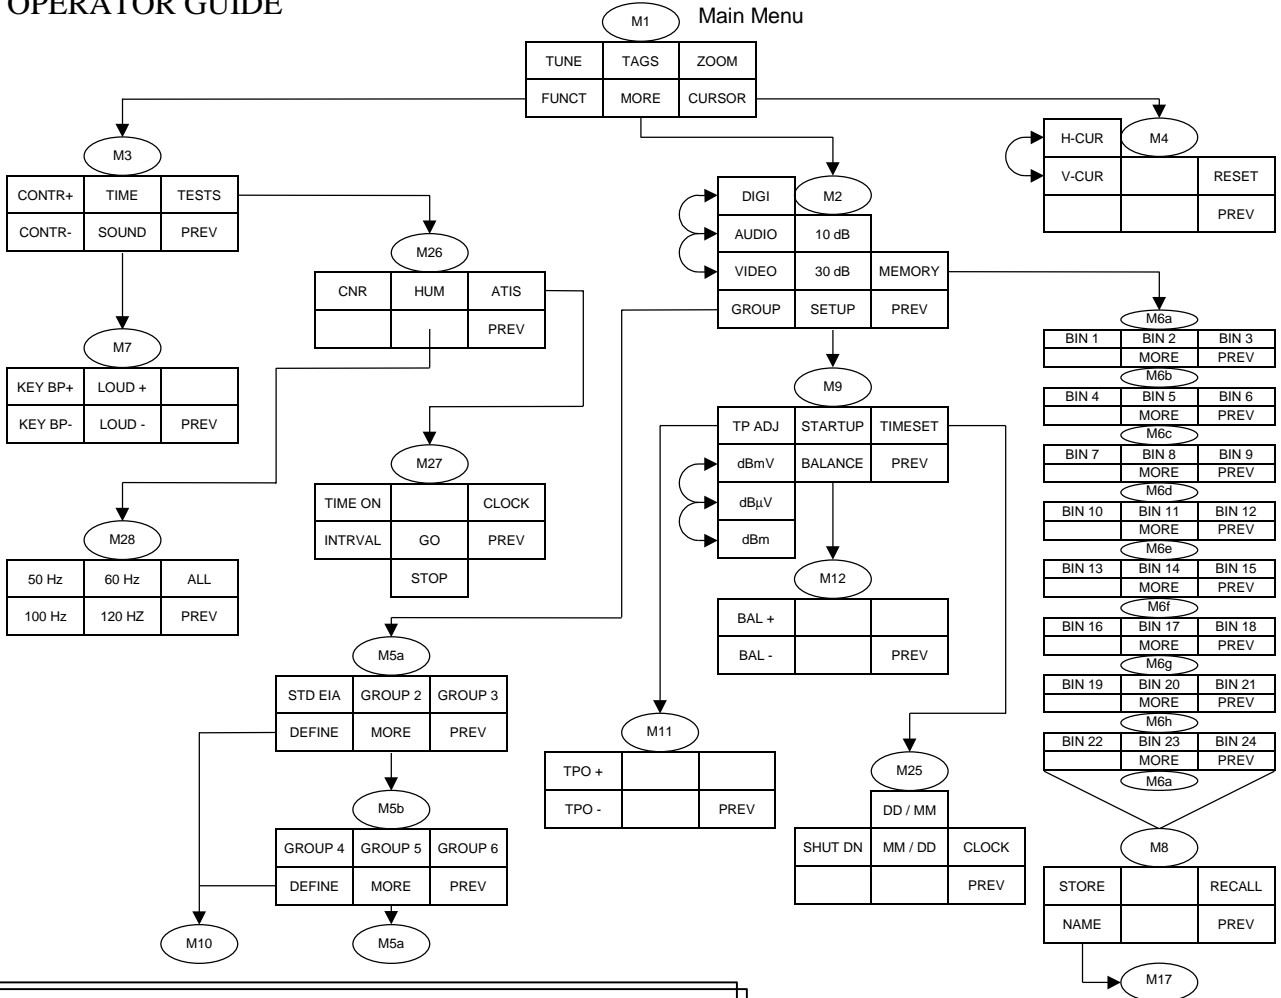 OPERATOR GUIDE
M1 Main Menu
TUNE TAGS ZOOM
FUNCT MORE CURSOR
M3
CONTR+ TIME TESTS
CONTR- SOUND PREV
M7
KEY BP+ LOUD +
KEY BP- LOUD - PREV
M26
CNR HUM ATIS
PREV
M27
TIME ON CLOCK
INTRVAL GO PREV
STOP
M28
50 Hz 60 Hz ALL
100 Hz 120 HZ PREV
M2
DIGI
AUDIO 10 dB
VIDEO 30 dB MEMORY
GROUP SETUP PREV
M9
TP ADJ STARTUP TIMESET
dBmV BALANCE PREV
dBµV
dBm
M12
BAL +
BAL - PREV
M5a
STD EIA GROUP 2 GROUP 3
DEFINE MORE PREV
M5b
GROUP 4 GROUP 5 GROUP 6
DEFINE MORE PREV
M10 M5a
M11
TPO +
TPO - PREV
M25
DD / MM
SHUT DN MM / DD CLOCK
PREV
M4
H-CUR
V-CUR RESET
PREV
M6a
BIN 1 BIN 2 BIN 3
MORE PREV
M6b
BIN 4 BIN 5 BIN 6
MORE PREV
M6c
BIN 7 BIN 8 BIN 9
MORE PREV
M6d
BIN 10 BIN 11 BIN 12
MORE PREV
M6e
BIN 13 BIN 14 BIN 15
MORE PREV
M6f
BIN 16 BIN 17 BIN 18
MORE PREV
M6g
BIN 19 BIN 20 BIN 21
MORE PREV
M6h
BIN 22 BIN 23 BIN 24
MORE PREV
M6a
M8
STORE RECALL
NAME PREV
M17